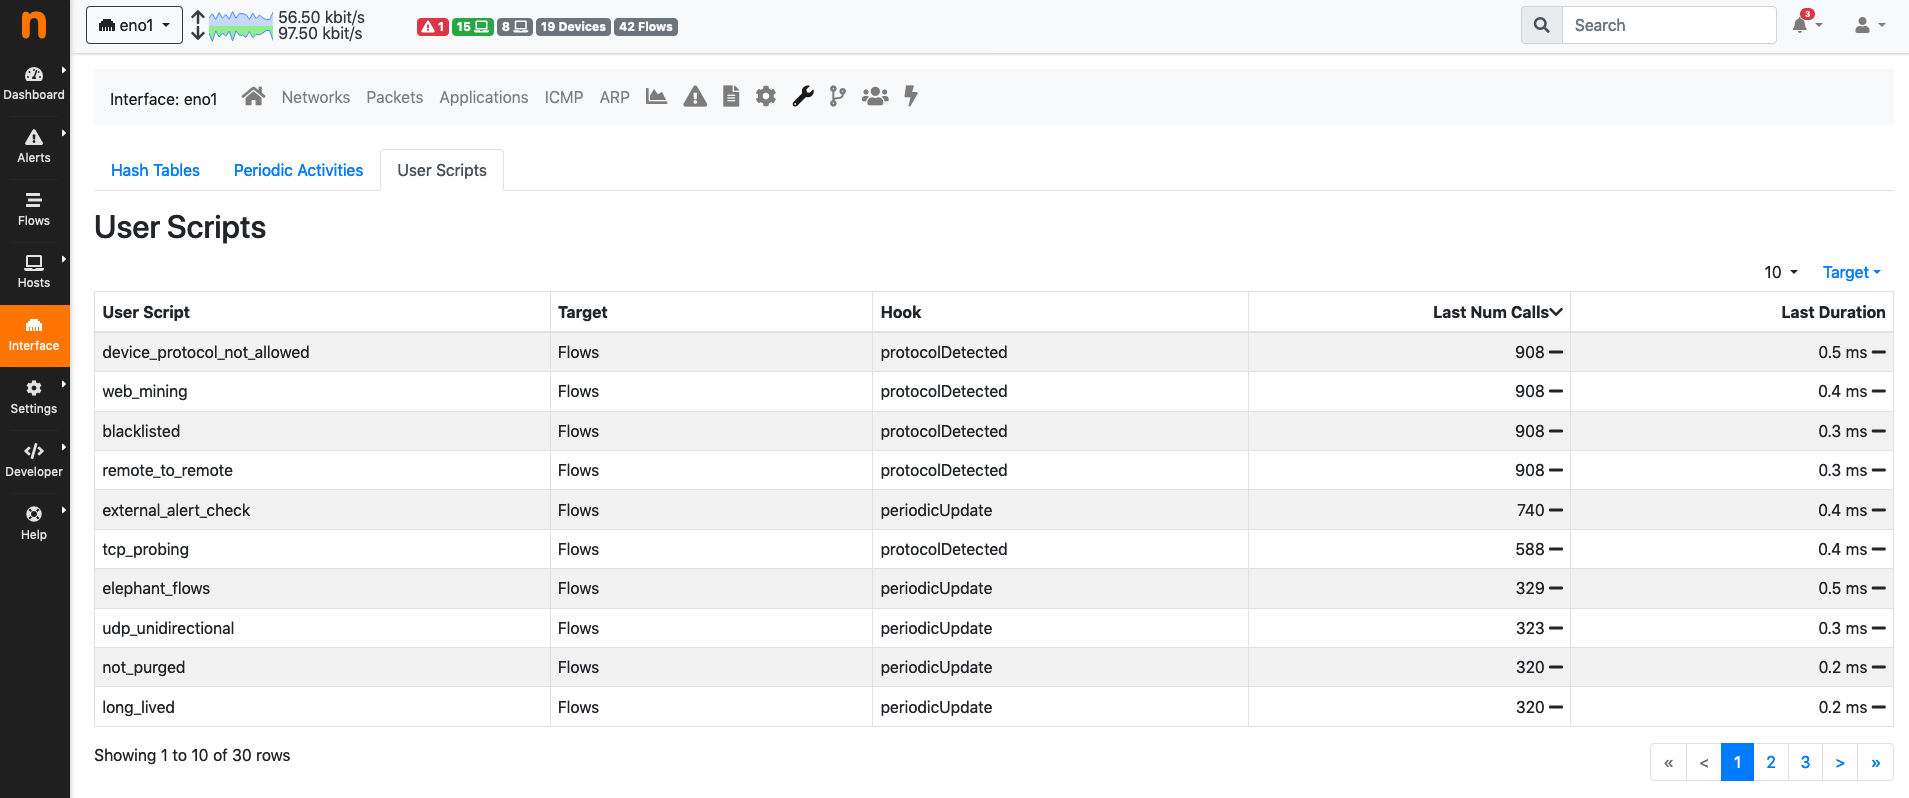 n
eno1
56.50 kbit/s
97.50 kbit/s
1
15
8
19 Devices
42 Flows
Search
3
Dashboard
Alerts
Flows
Hosts
Interface
Settings
Developer
Help
Interface: eno1 Networks Packets Applications ICMP ARP
Hash Tables Periodic Activities User Scripts
User Scripts
10 Target
User Script Target Hook Last Num Calls Last Duration
device_protocol_not_allowed Flows protocolDetected 908 0.5 ms
web_mining Flows protocolDetected 908 0.4 ms
blacklisted Flows protocolDetected 908 0.3 ms
remote_to_remote Flows protocolDetected 908 0.3 ms
external_alert_check Flows periodicUpdate 740 0.4 ms
tcp_probing Flows protocolDetected 588 0.4 ms
elephant_flows Flows periodicUpdate 329 0.5 ms
udp_unidirectional Flows periodicUpdate 323 0.3 ms
not_purged Flows periodicUpdate 320 0.2 ms
long_lived Flows periodicUpdate 320 0.2 ms
Showing 1 to 10 of 30 rows
« < 1 2 3 > »